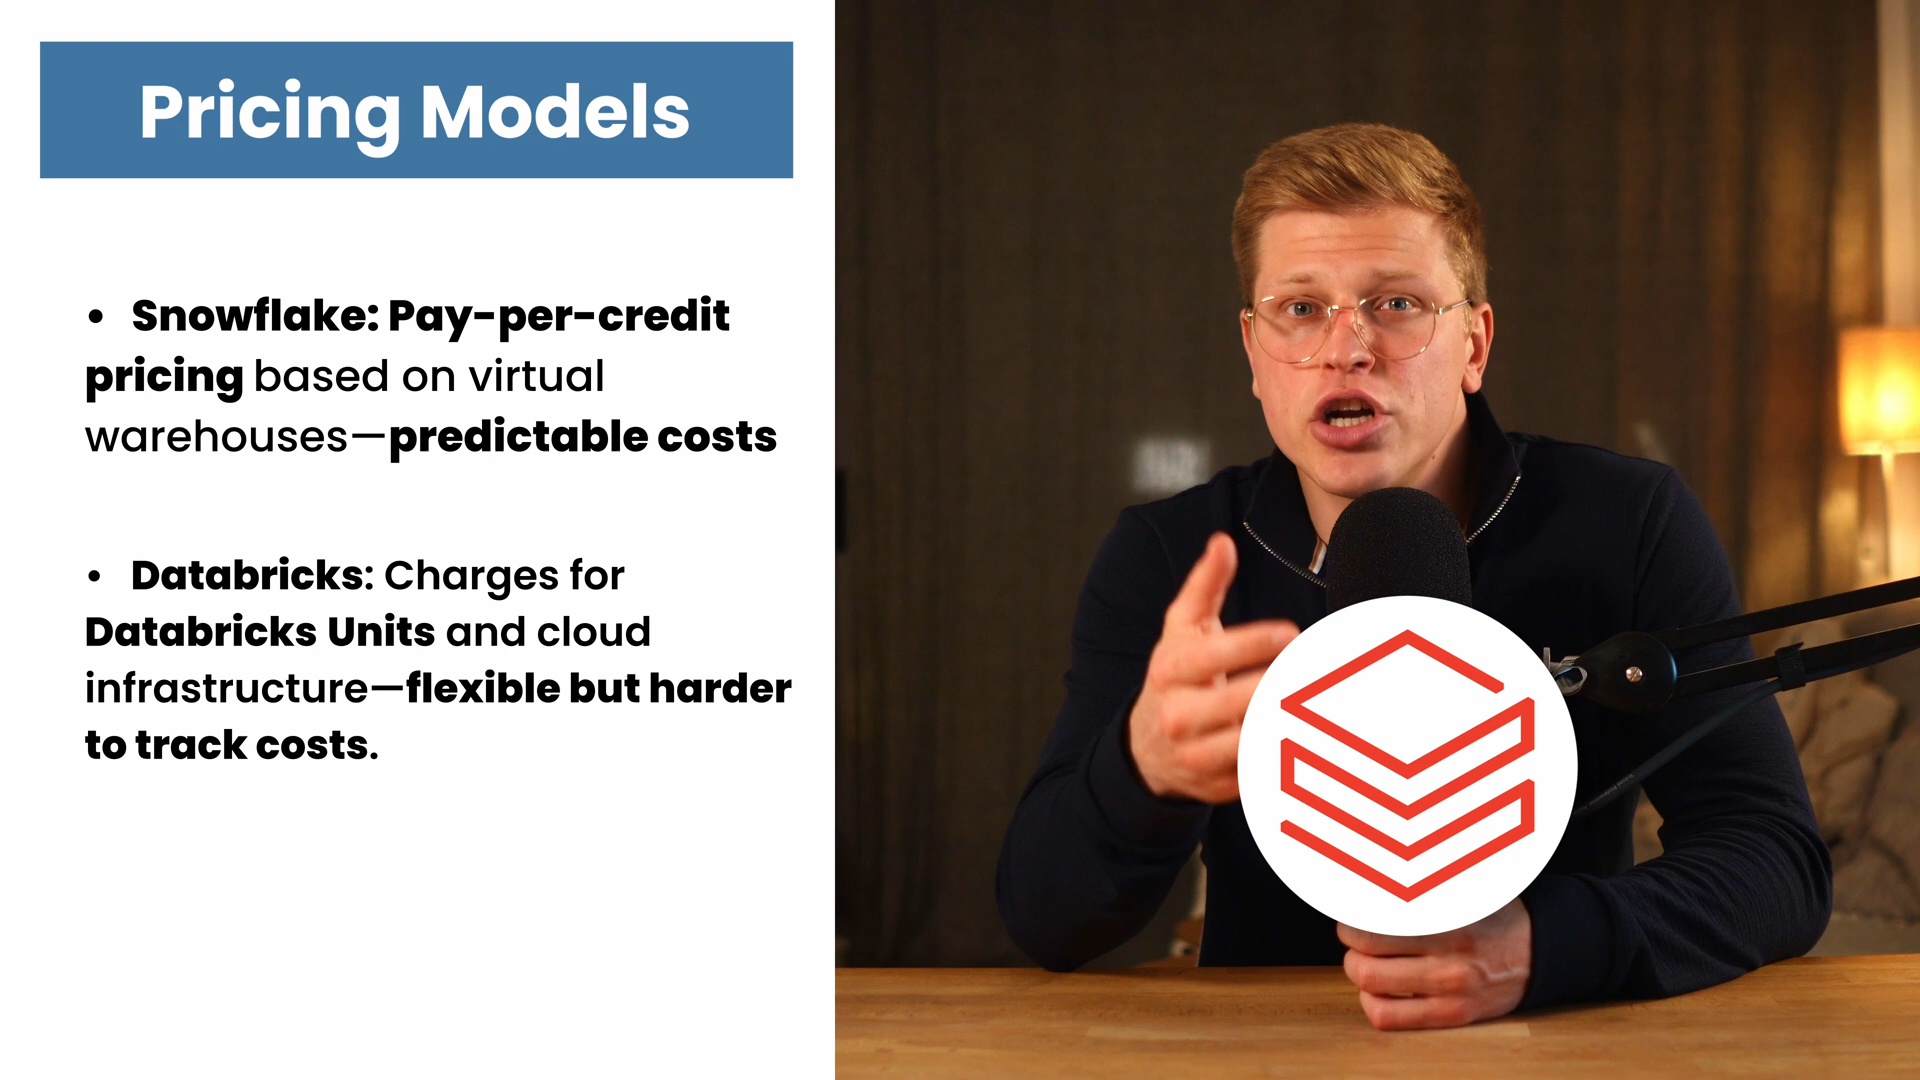 Pricing Models
• Snowflake: Pay-per-credit
pricing based on virtual
warehouses—predictable costs
• Databricks: Charges for
Databricks Units and cloud
infrastructure—flexible but harder
to track costs.